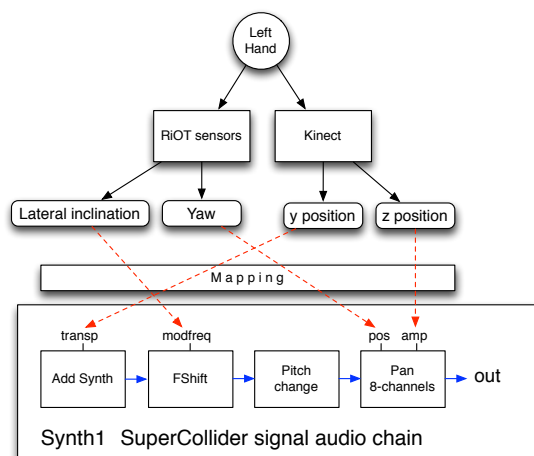 Left
Hand
RiOT sensors
Kinect
Lateral inclination
Yaw
y position
z position
Mapping
transp
modfreq
pos
amp
Add Synth
FShift
Pitch
change
Pan
8-channels
out
Synth1 SuperCollider signal audio chain